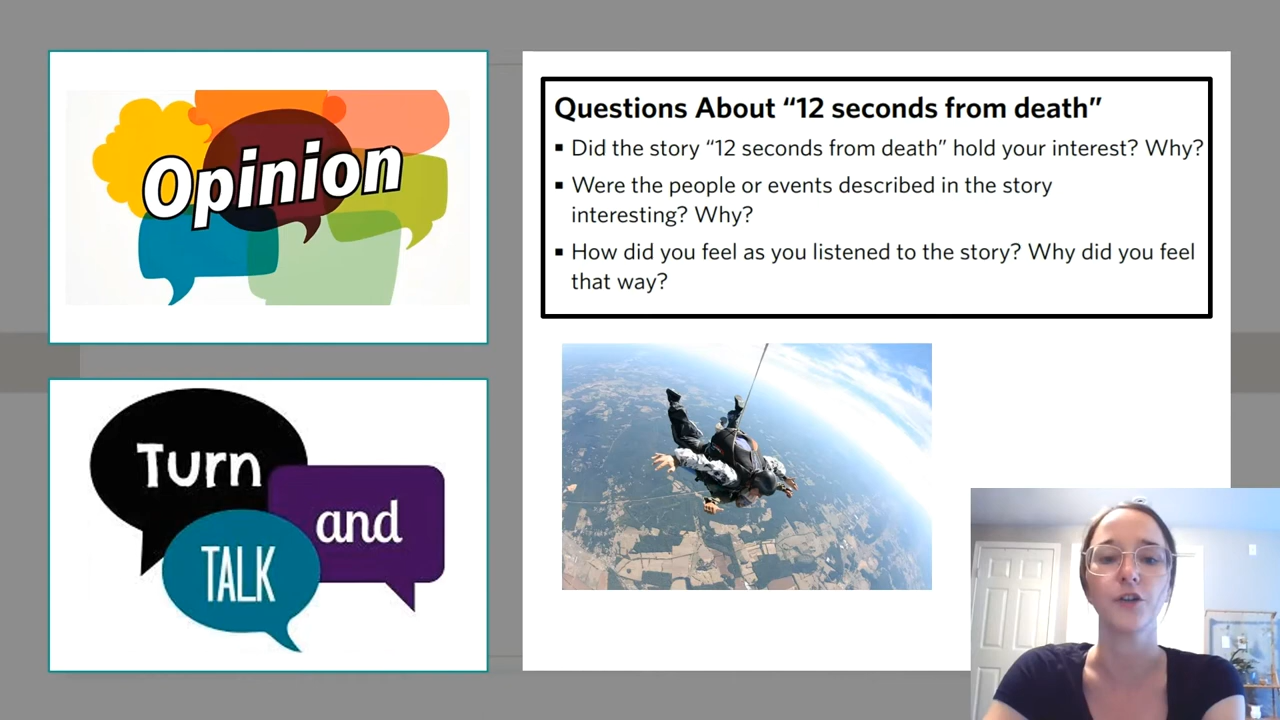 Opinion
Turn
and
TALK
Questions About “12 seconds from death”
▪ Did the story “12 seconds from death” hold your interest? Why?
▪ Were the people or events described in the story
interesting? Why?
▪ How did you feel as you listened to the story? Why did you feel
that way?